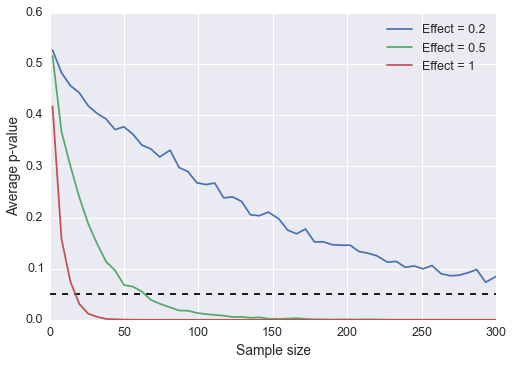 0.6
0.5
0.4
0.3
0.2
0.1
0.0
Average p-value
Effect = 0.2
Effect = 0.5
Effect = 1
0 50 100 150 200 250 300
Sample size